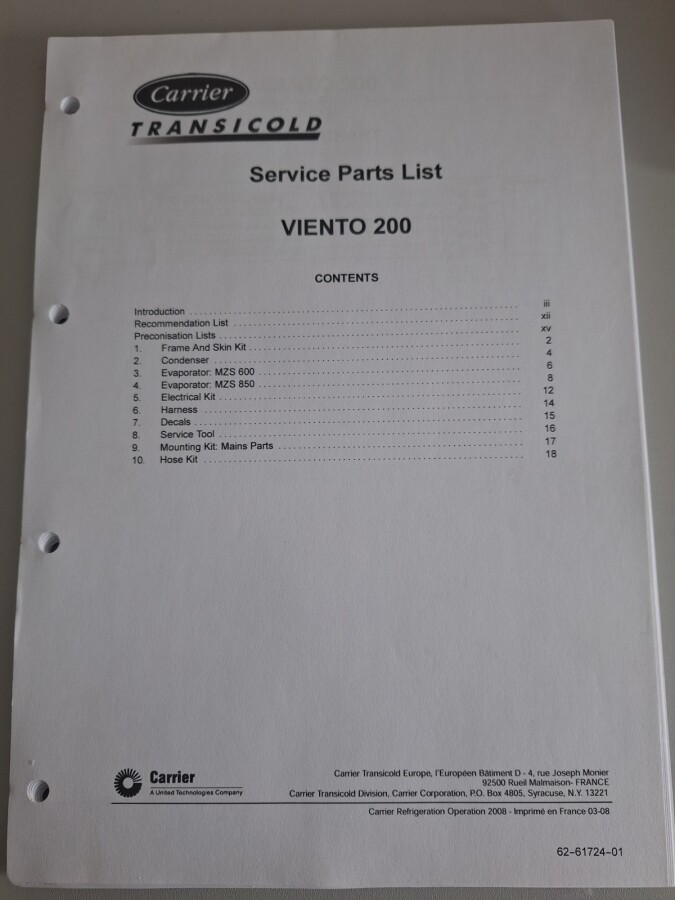 Carrier
TRANSICOLD
Service Parts List
VIENTO 200
CONTENTS
Introduction iii
Recommendation List xii
Preconisation Lists xv
1. Frame And Skin Kit 2
2. Condenser 4
3. Evaporator: MZS 600 6
4. Evaporator: MZS 850 8
5. Electrical Kit 12
6. Harness 14
7. Decals 15
8. Service Tool 16
9. Mounting Kit: Mains Parts 17
10. Hose Kit 18
Carrier
A United Technologies Company
Carrier Transicold Europe, l'Européen Bâtiment D - 4, rue Joseph Monier
92500 Rueil Malmaison- FRANCE
Carrier Transicold Division, Carrier Corporation, P.O. Box 4805, Syracuse, N.Y. 13221
Carrier Refrigeration Operation 2008 - Imprimé en France 03-08
62-61724-01